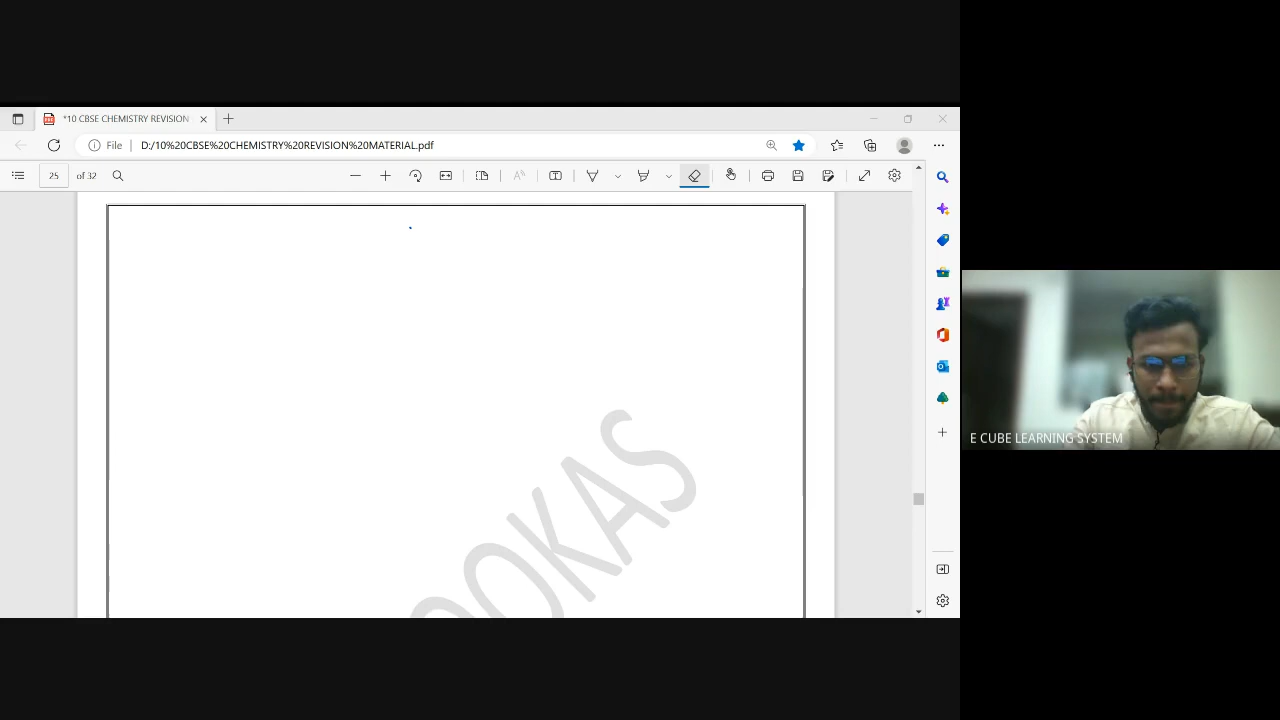 *10 CBSE CHEMISTRY REVISION
File
D:/10%20CBSE%20CHEMISTRY%20REVISION%20MATERIAL.pdf
25 of 32
OOKAS
E CUBE LEARNING SYSTEM